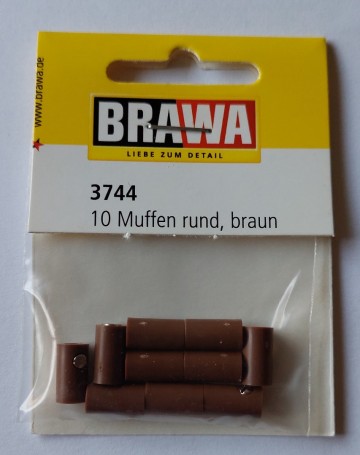 www.brawa.de
BRAWA
LIEBE ZUM DETAIL
3744
10 Muffen rund, braun